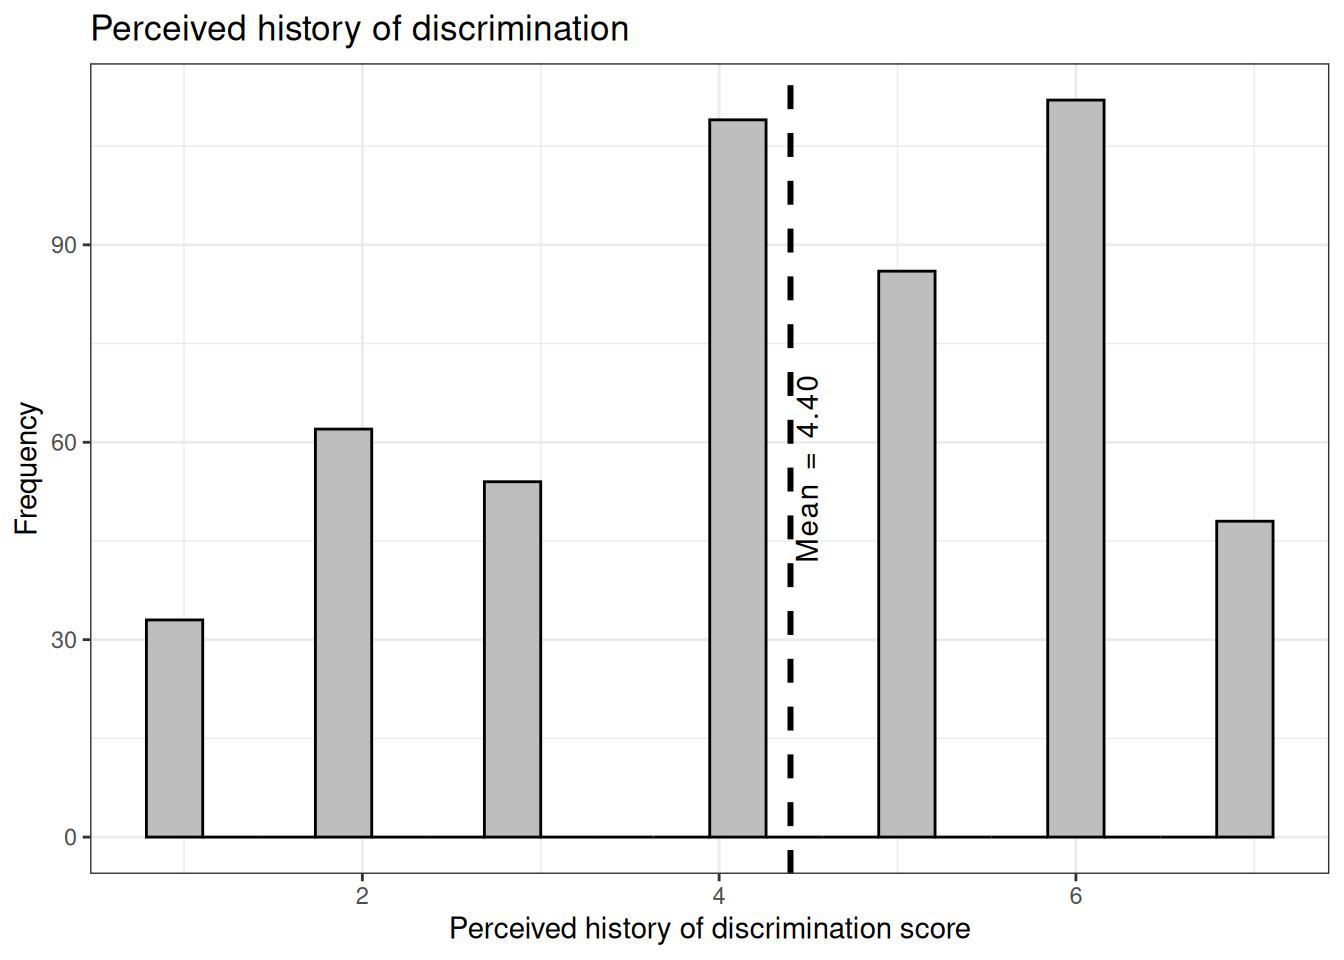 Perceived history of discrimination
Frequency
90
60
30
0
Mean = 4.40
2
4
6
Perceived history of discrimination score